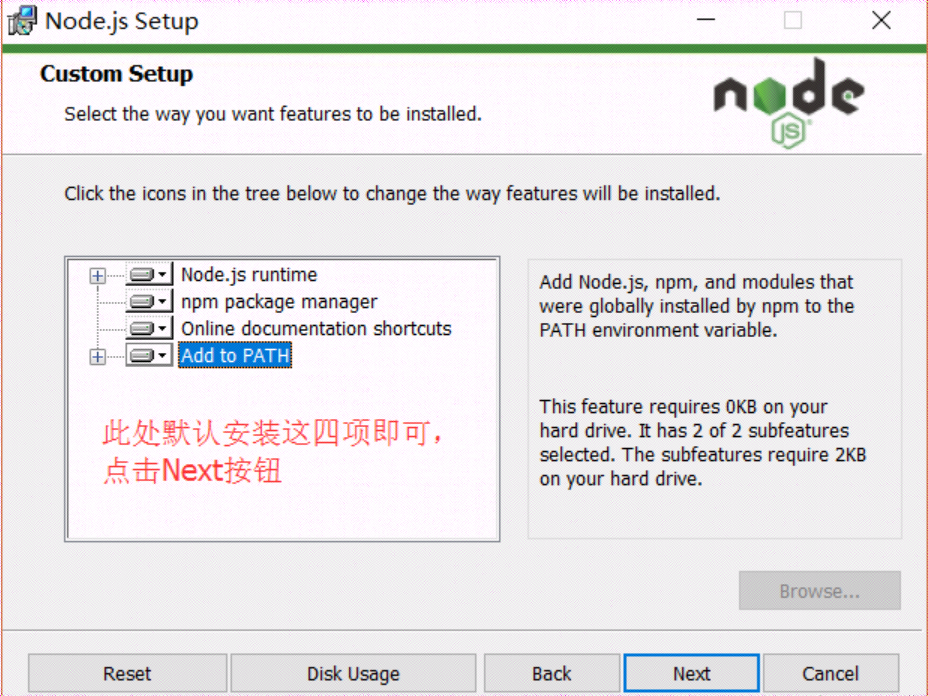 Node.js Setup
Custom Setup
Select the way you want features to be installed.
node
JS
Click the icons in the tree below to change the way features will be installed.
Node.js runtime
npm package manager
Online documentation shortcuts
Add to PATH
此处默认安装这四项即可，
点击Next按钮
Add Node.js, npm, and modules that
were globally installed by npm to the
PATH environment variable.
This feature requires 0KB on your
hard drive. It has 2 of 2 subfeatures
selected. The subfeatures require 2KB
on your hard drive.
Browse...
Reset
Disk Usage
Back
Next
Cancel